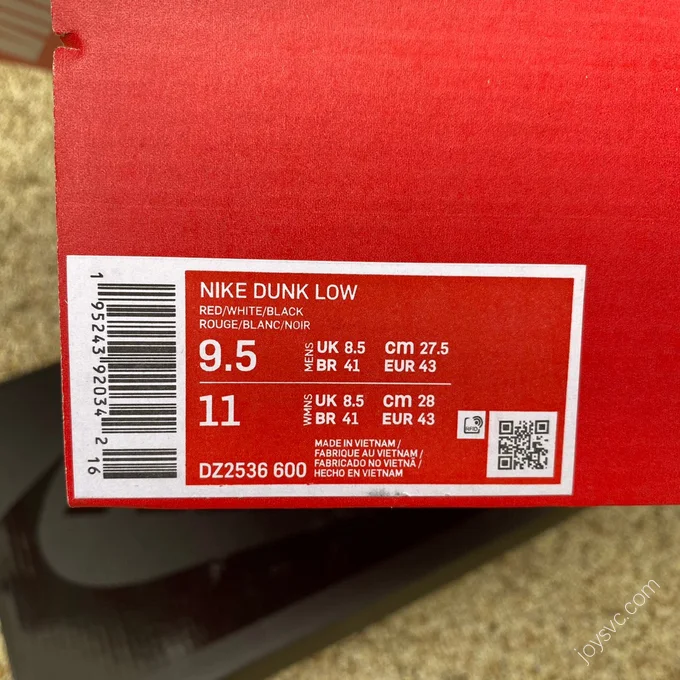 NIKE DUNK LOW
RED/WHITE/BLACK
ROUGE/BLANC/NOIR
9.5 MENS UK 8.5 cm 27.5
BR 41 EUR 43
11 WMNS UK 8.5 cm 28
BR 41 EUR 43
DZ2536 600
MADE IN VIETNAM /
FABRIQUE AU VIETNAM /
FABRICADO NO VIETNÃ /
HECHO EN VIETNAM
RFID
1 95243 92034 2 16
joysvc.com